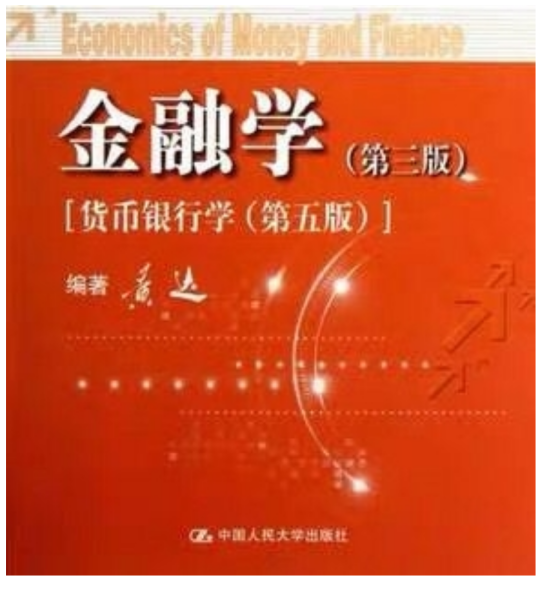 Economics of Money and Finance
金融学（第三版）
[货币银行学（第五版）]
编著 黄达
中国人民大学出版社